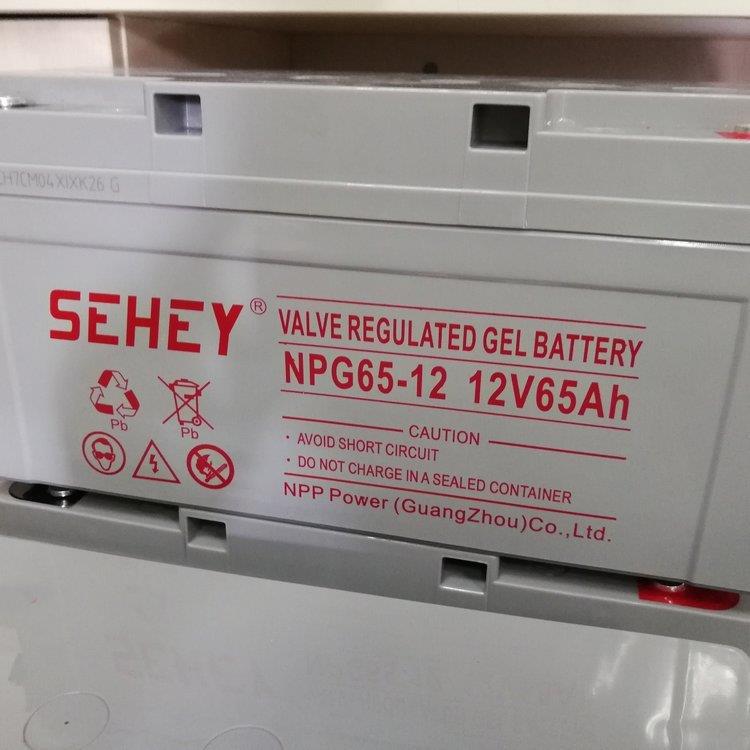 CH7CM04XIXK26 G
SEHEY®
VALVE REGULATED GEL BATTERY
NPG65-12 12V65Ah
Pb
Pb
CAUTION
· AVOID SHORT CIRCUIT
· DO NOT CHARGE IN A SEALED CONTAINER
NPP Power (GuangZhou)Co.,Ltd.